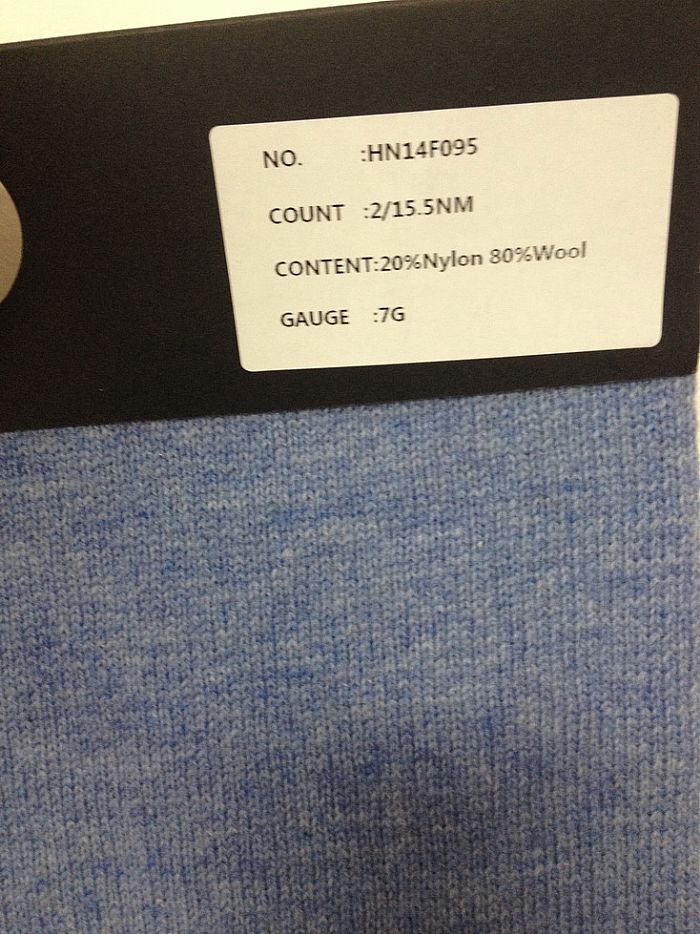 NO. :HN14F095
COUNT :2/15.5NM
CONTENT:20%Nylon 80%Wool
GAUGE :7G